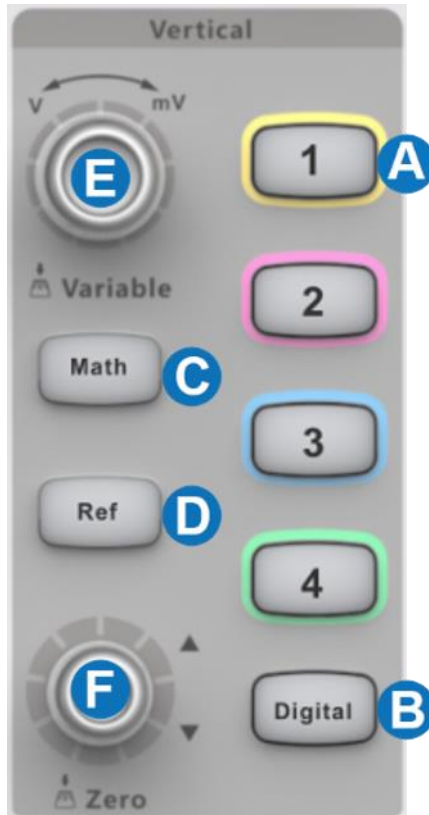 Vertical
V mV
E
1 A
Variable
2
Math C
3
Ref D
4
F
Digital B
Zero